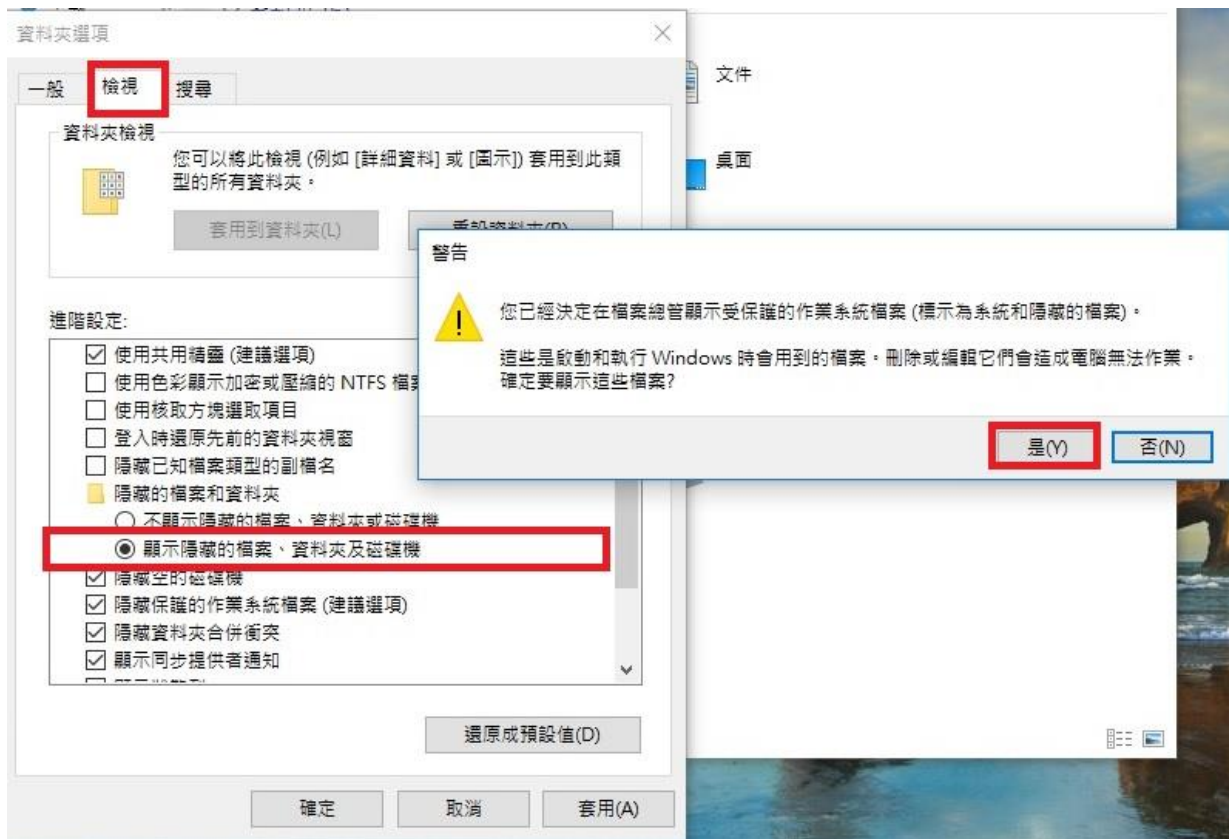 資料夾選項
一般
檢視
搜尋
資料夾檢視
您可以將此檢視 (例如 [詳細資料] 或 [圖示]) 套用到此類
型的所有資料夾。
套用到資料夾(L)
重設資料夾(R)
進階設定:
使用共用精靈 (建議選項)
使用色彩顯示加密或壓縮的 NTFS 檔案
使用核取方塊選取項目
登入時還原先前的資料夾視窗
隱藏已知檔案類型的副檔名
隱藏的檔案和資料夾
不顯示隱藏的檔案、資料夾或磁碟機
顯示隱藏的檔案、資料夾及磁碟機
隱藏空的磁碟機
隱藏保護的作業系統檔案 (建議選項)
隱藏資料夾合併衝突
顯示同步提供者通知
還原成預設值(D)
確定
取消
套用(A)
文件
桌面
警告
您已經決定在檔案總管顯示受保護的作業系統檔案 (標示為系統和隱藏的檔案)。
這些是啟動和執行 Windows 時會用到的檔案。刪除或編輯它們會造成電腦無法作業。
確定要顯示這些檔案?
是(Y)
否(N)